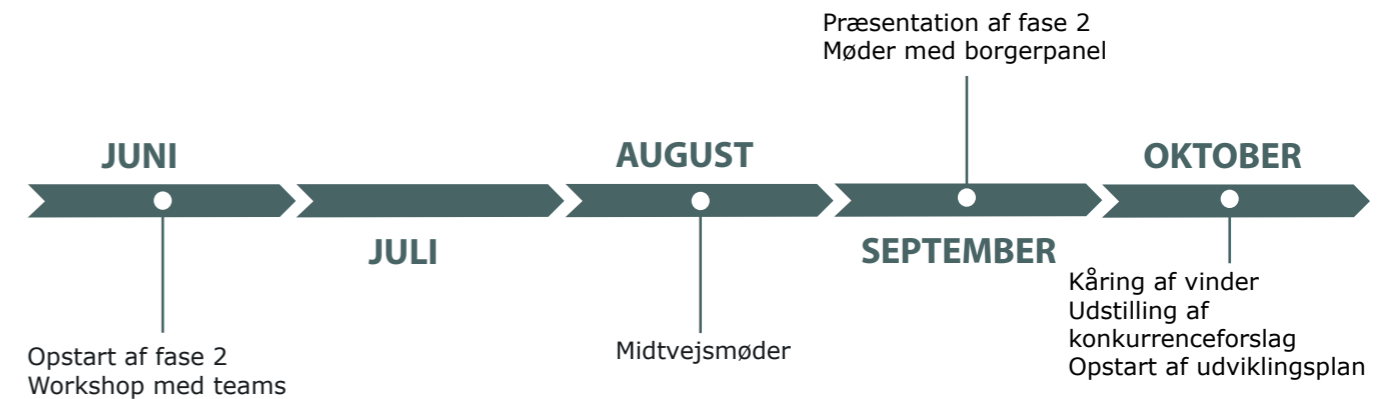 Præsentation af fase 2
Møder med borgerpanel
JUNI
AUGUST
OKTOBER
JULI
SEPTEMBER
Opstart af fase 2
Workshop med teams
Midtvejsmøder
Kåring af vinder
Udstilling af
konkurrenceforslag
Opstart af udviklingsplan